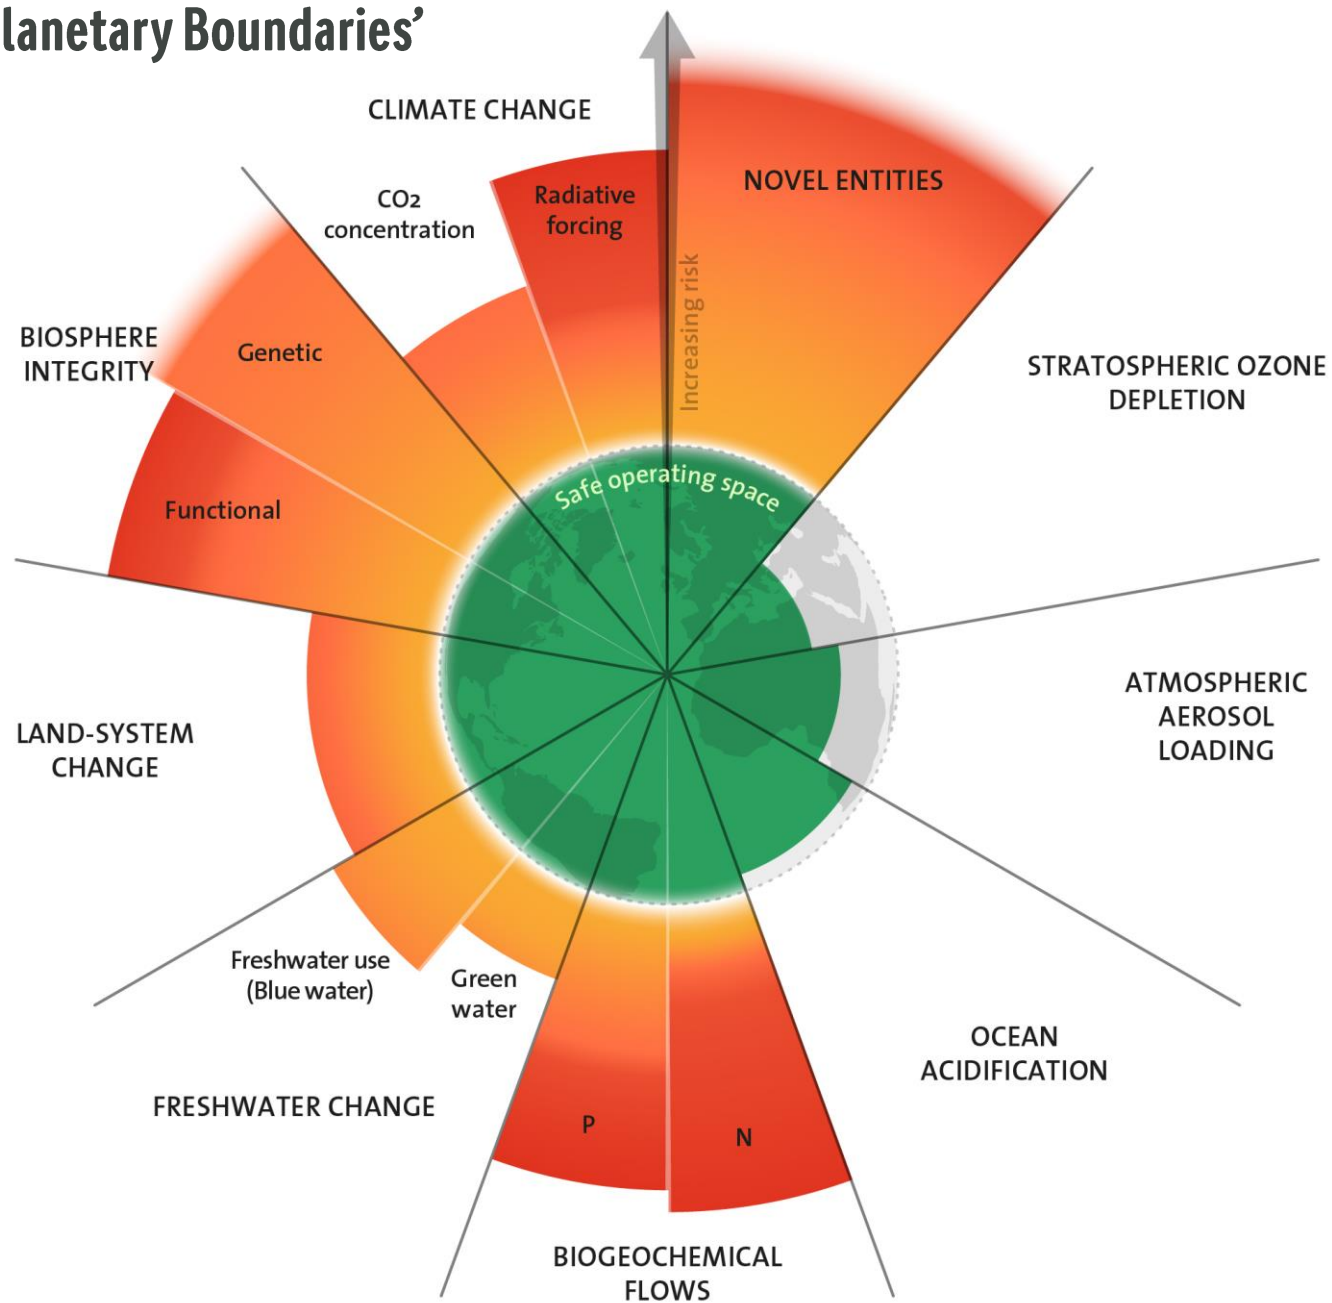 lanetary Boundaries’
CLIMATE CHANGE
CO2
concentration
Radiative
forcing
NOVEL ENTITIES
Increasing risk
BIOSPHERE
INTEGRITY
Genetic
Functional
STRATOSPHERIC OZONE
DEPLETION
Safe operating space
ATMOSPHERIC
AEROSOL
LOADING
LAND-SYSTEM
CHANGE
Freshwater use
(Blue water)
Green
water
FRESHWATER CHANGE
P
N
OCEAN
ACIDIFICATION
BIOGEOCHEMICAL
FLOWS